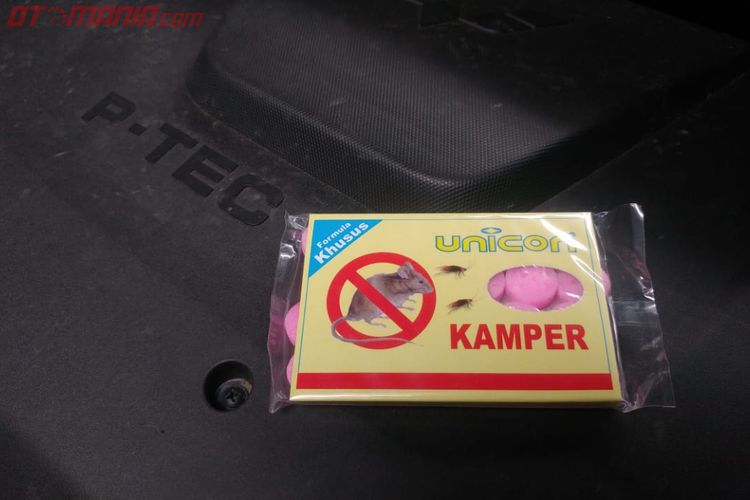 OTOMANIA.com
P-TEC
Formula
Khusus
unicorn
KAMPER